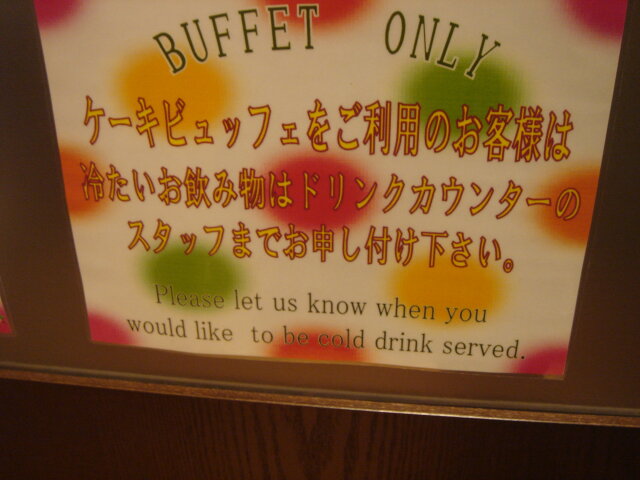 BUFFET ONLY
ケーキビュッフェをご利用のお客様は
冷たいお飲み物はドリンクカウンターの
スタッフまでお申し付け下さい。
Please let us know when you
would like to be cold drink served.